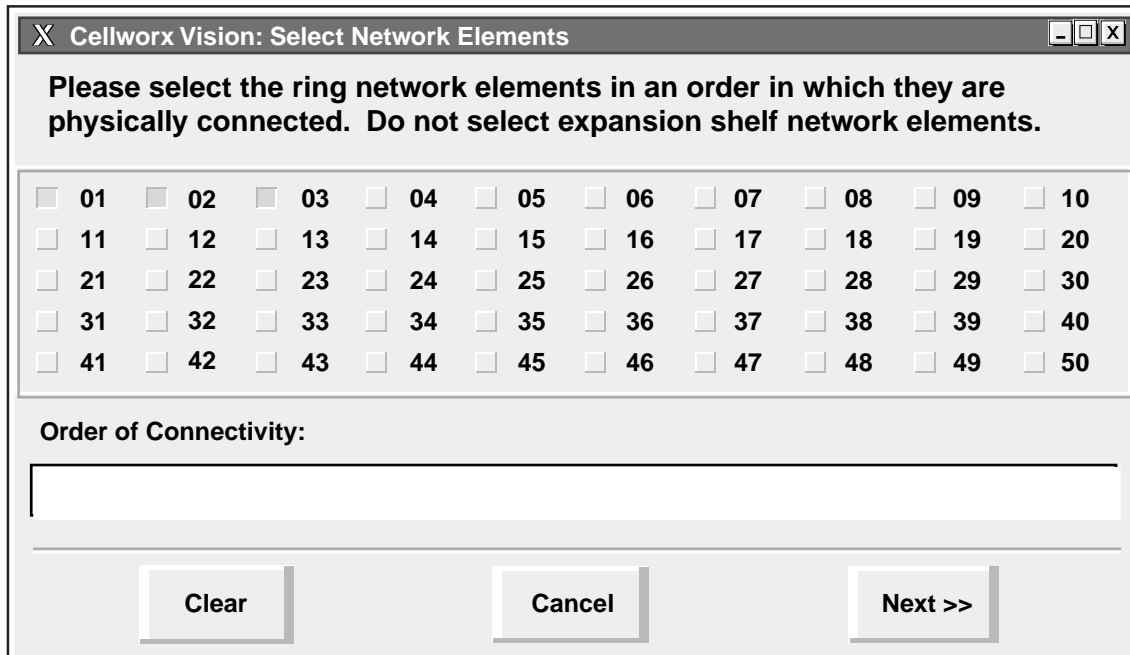 X Cellworx Vision: Select Network Elements
Please select the ring network elements in an order in which they are
physically connected. Do not select expansion shelf network elements.
01 02 03 04 05 06 07 08 09 10
11 12 13 14 15 16 17 18 19 20
21 22 23 24 25 26 27 28 29 30
31 32 33 34 35 36 37 38 39 40
41 42 43 44 45 46 47 48 49 50
Order of Connectivity:
Clear Cancel Next >>